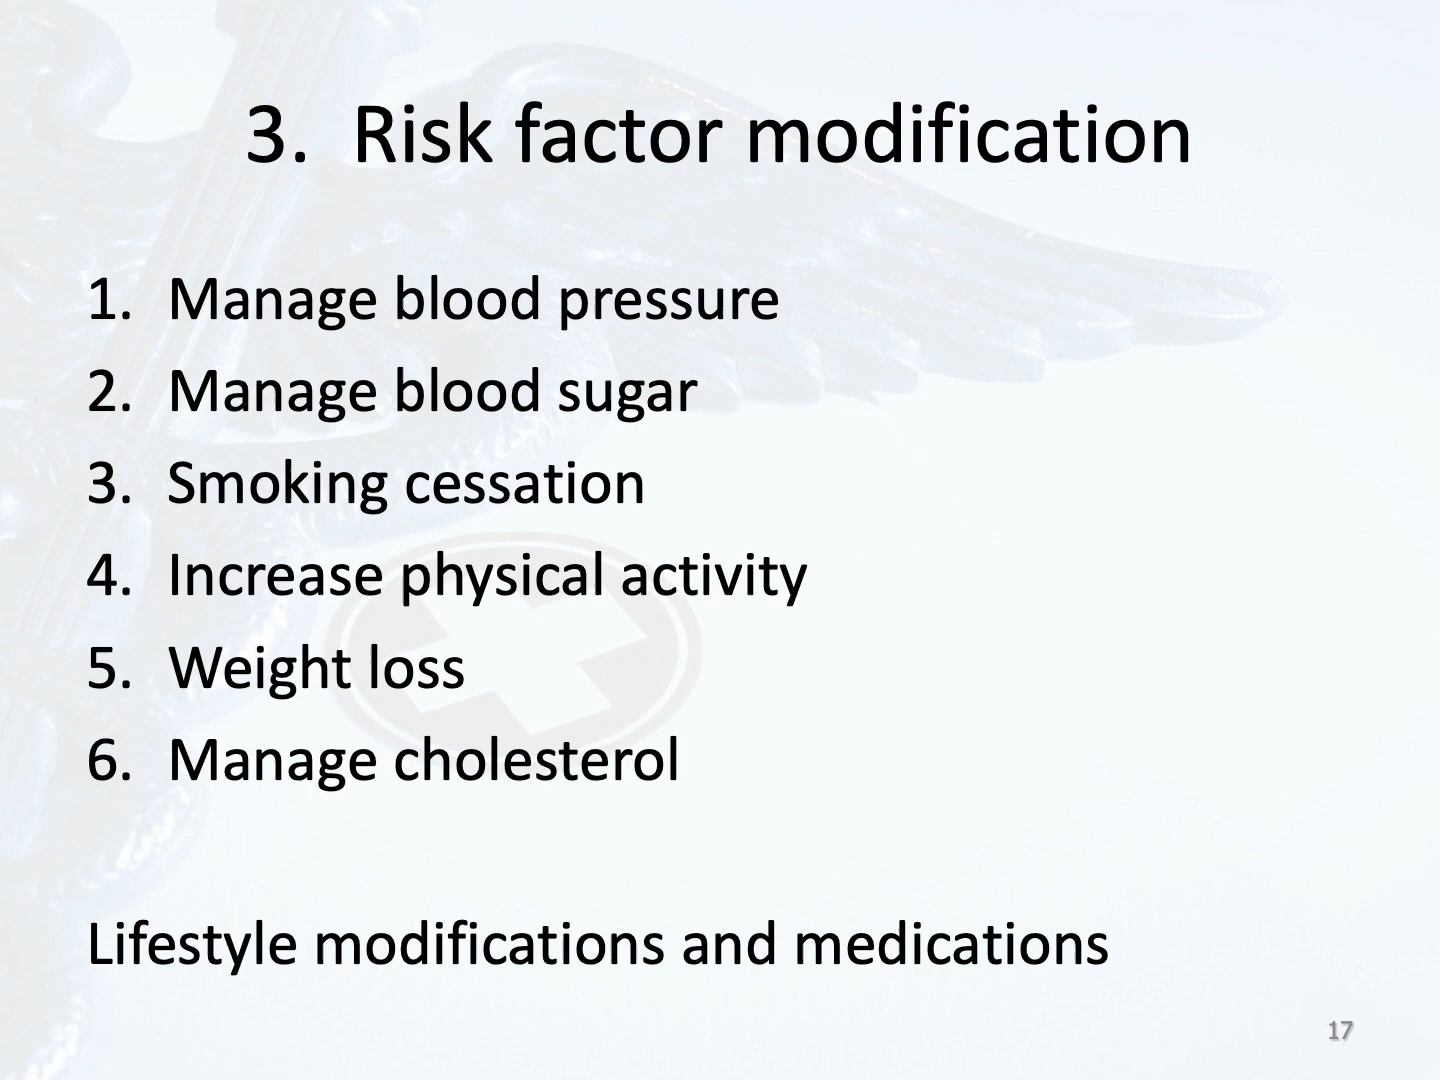 3. Risk factor modification
1. Manage blood pressure
2. Manage blood sugar
3. Smoking cessation
4. Increase physical activity
5. Weight loss
6. Manage cholesterol
Lifestyle modifications and medications
17